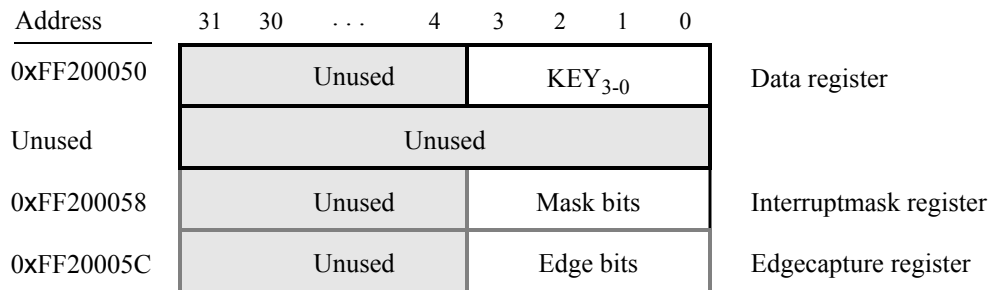 Address 31 30 . . . 4 3 2 1 0
0xFF200050 Unused KEY3-0 Data register
Unused Unused
0xFF200058 Unused Mask bits Interruptmask register
0xFF20005C Unused Edge bits Edgecapture register